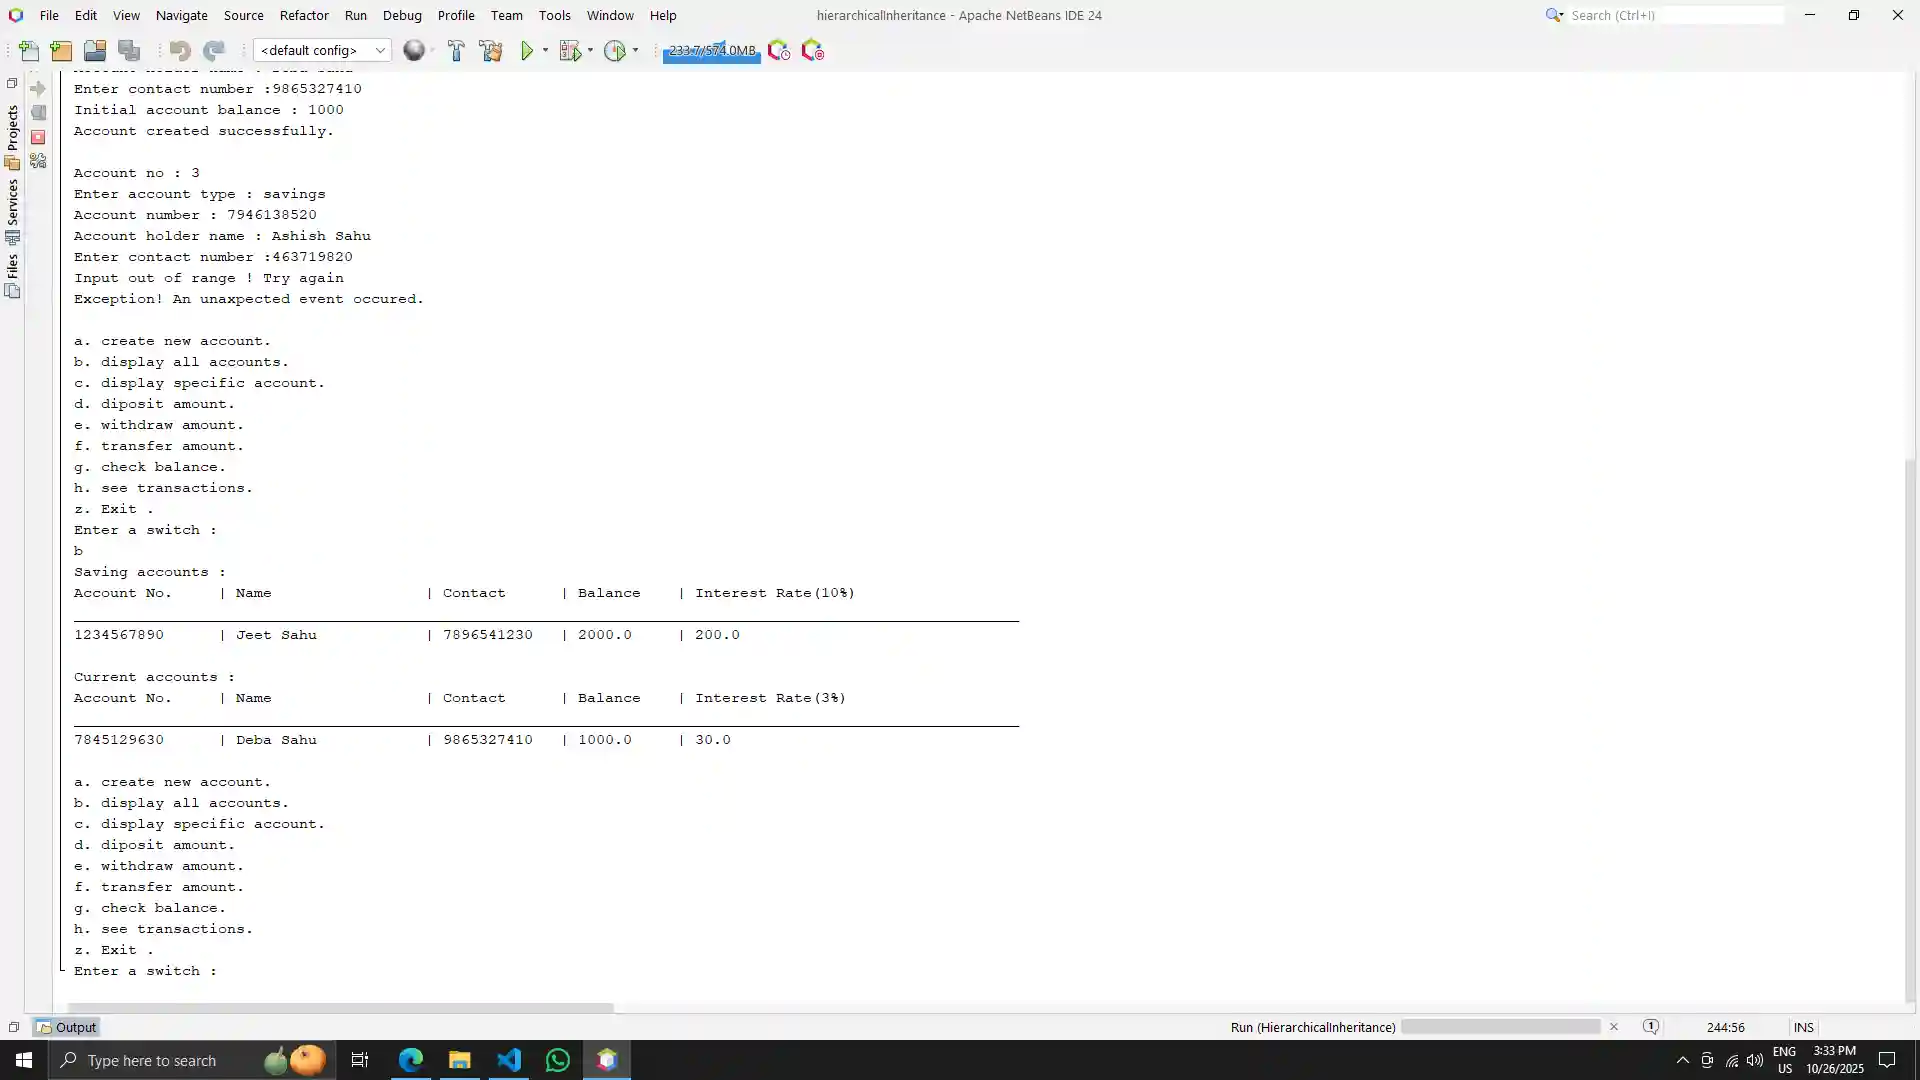 File Edit View Navigate Source Refactor Run Debug Profile Team Tools Window Help
hierarchicalInheritance - Apache NetBeans IDE 24
Search (Ctrl+I)
<default config>
233.7/574.0MB
Projects
Services
Files
Enter contact number :9865327410
Initial account balance : 1000
Account created successfully.
Account no : 3
Enter account type : savings
Account number : 7946138520
Account holder name : Ashish Sahu
Enter contact number :463719820
Input out of range ! Try again
Exception! An unaxpected event occured.
a. create new account.
b. display all accounts.
c. display specific account.
d. diposit amount.
e. withdraw amount.
f. transfer amount.
g. check balance.
h. see transactions.
z. Exit .
Enter a switch :
b
Saving accounts :
Account No. | Name | Contact | Balance | Interest Rate(10%)
1234567890 | Jeet Sahu | 7896541230 | 2000.0 | 200.0
Current accounts :
Account No. | Name | Contact | Balance | Interest Rate(3%)
7845129630 | Deba Sahu | 9865327410 | 1000.0 | 30.0
a. create new account.
b. display all accounts.
c. display specific account.
d. diposit amount.
e. withdraw amount.
f. transfer amount.
g. check balance.
h. see transactions.
z. Exit .
Enter a switch :
Output
Run (HierarchicalInheritance)
1
244:56
INS
Type here to search
ENG
US
3:33 PM
10/26/2025